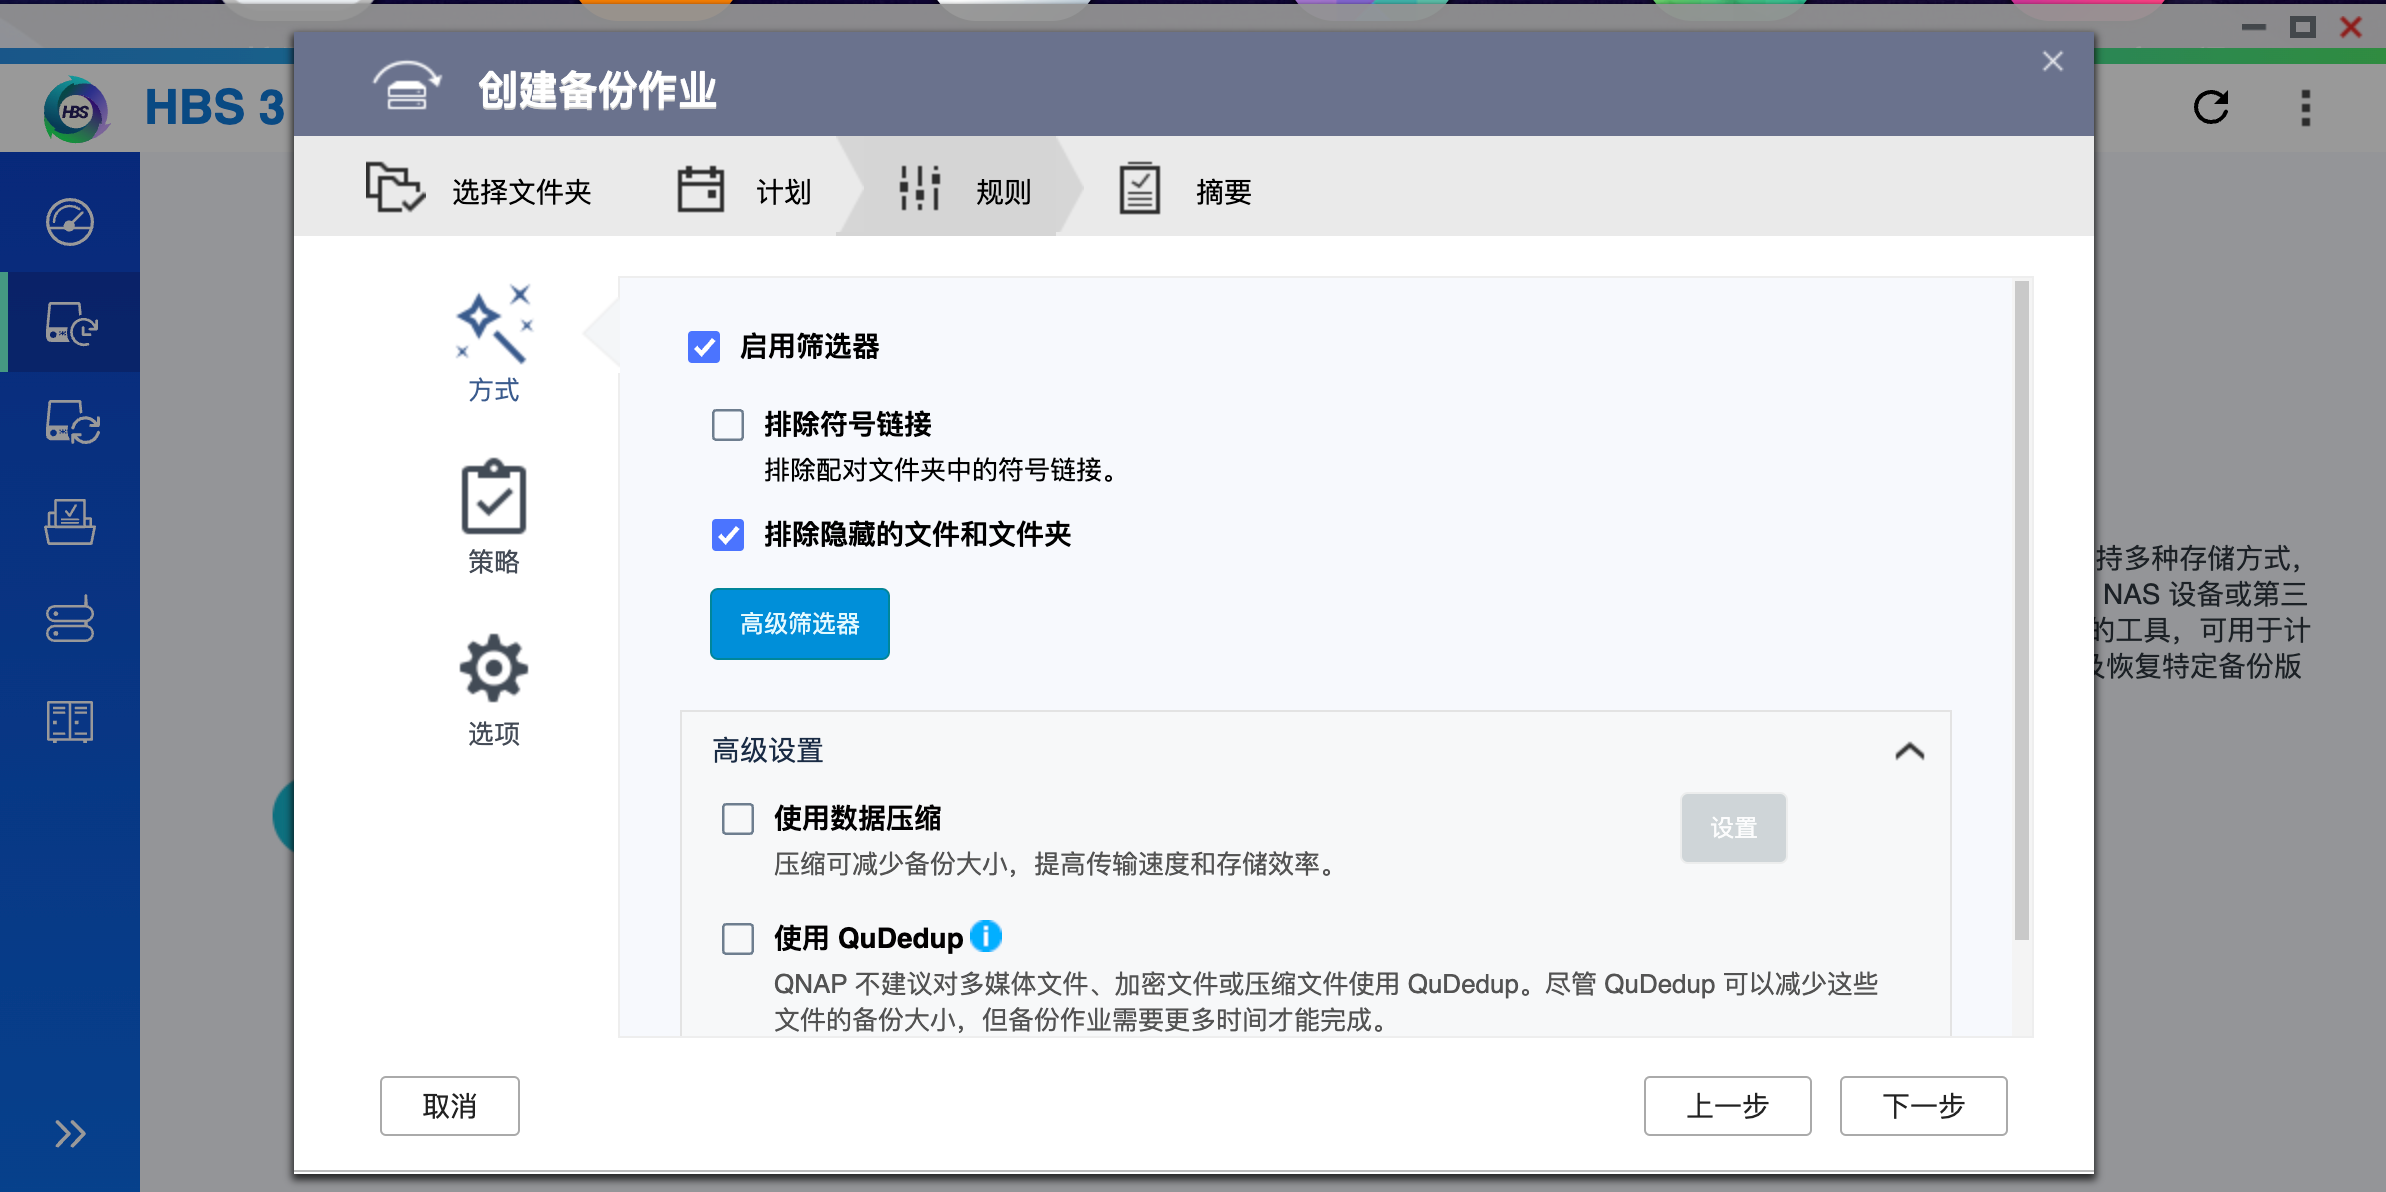 HBS
HBS 3
创建备份作业
选择文件夹
计划
规则
摘要
方式
策略
选项
启用筛选器
排除符号链接
排除配对文件夹中的符号链接。
排除隐藏的文件和文件夹
高级筛选器
高级设置
使用数据压缩
设置
压缩可减少备份大小，提高传输速度和存储效率。
使用 QuDedup
QNAP 不建议对多媒体文件、加密文件或压缩文件使用 QuDedup。尽管 QuDedup 可以减少这些
文件的备份大小，但备份作业需要更多时间才能完成。
持多种存储方式，
NAS 设备或第三
的工具，可用于计
及恢复特定备份版
取消
上一步
下一步